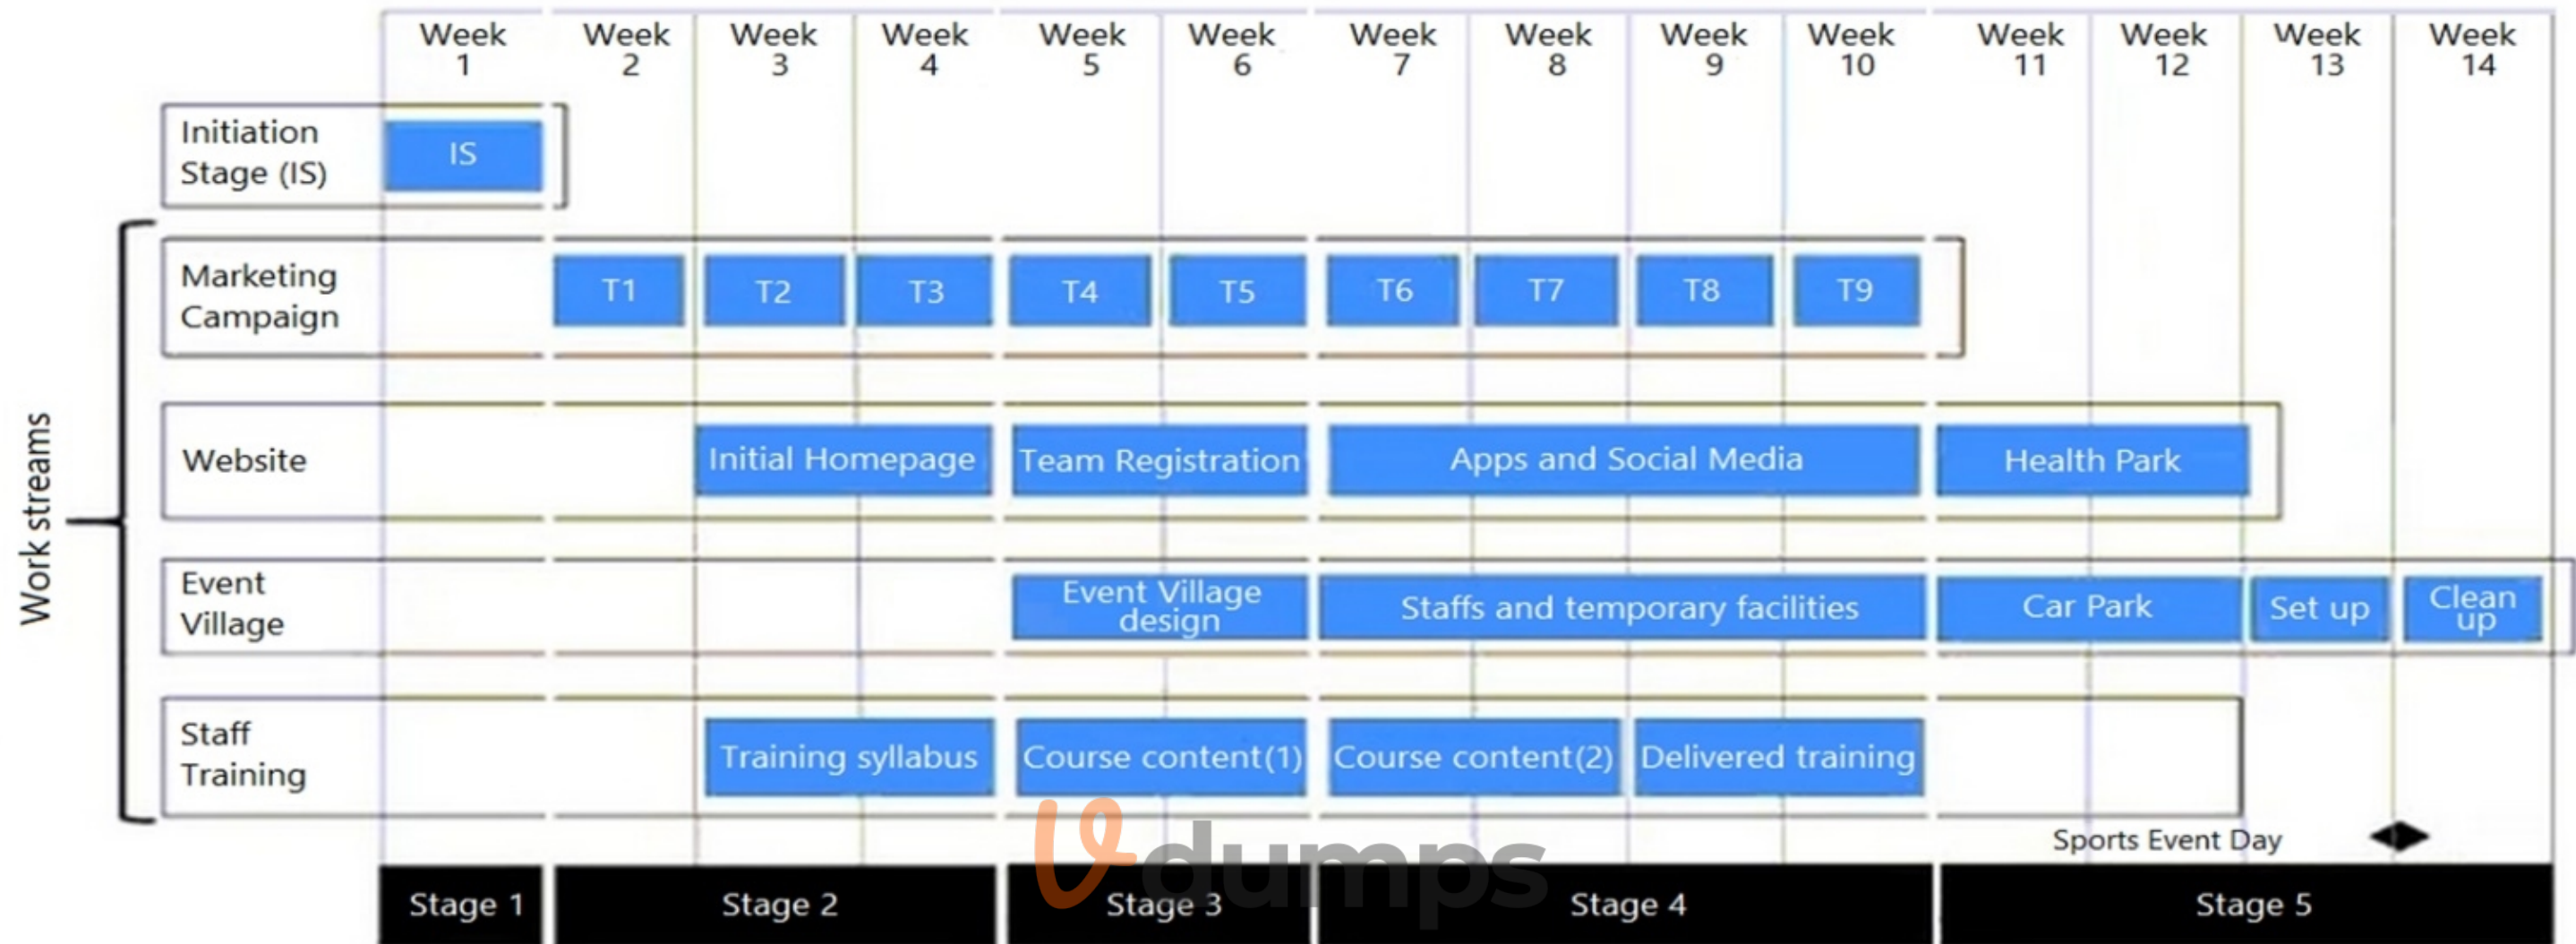 Week 1
Week 2
Week 3
Week 4
Week 5
Week 6
Week 7
Week 8
Week 9
Week 10
Week 11
Week 12
Week 13
Week 14
Initiation
Stage (IS)
IS
Marketing
Campaign
T1
T2
T3
T4
T5
T6
T7
T8
T9
Work streams
Website
Initial Homepage
Team Registration
Apps and Social Media
Health Park
Event
Village
Event Village
design
Staffs and temporary facilities
Car Park
Set up
Clean
up
Staff
Training
Training syllabus
Course content(1)
Course content(2)
Delivered training
Sports Event Day
Stage 1
Stage 2
Stage 3
Stage 4
Stage 5
Vdumps